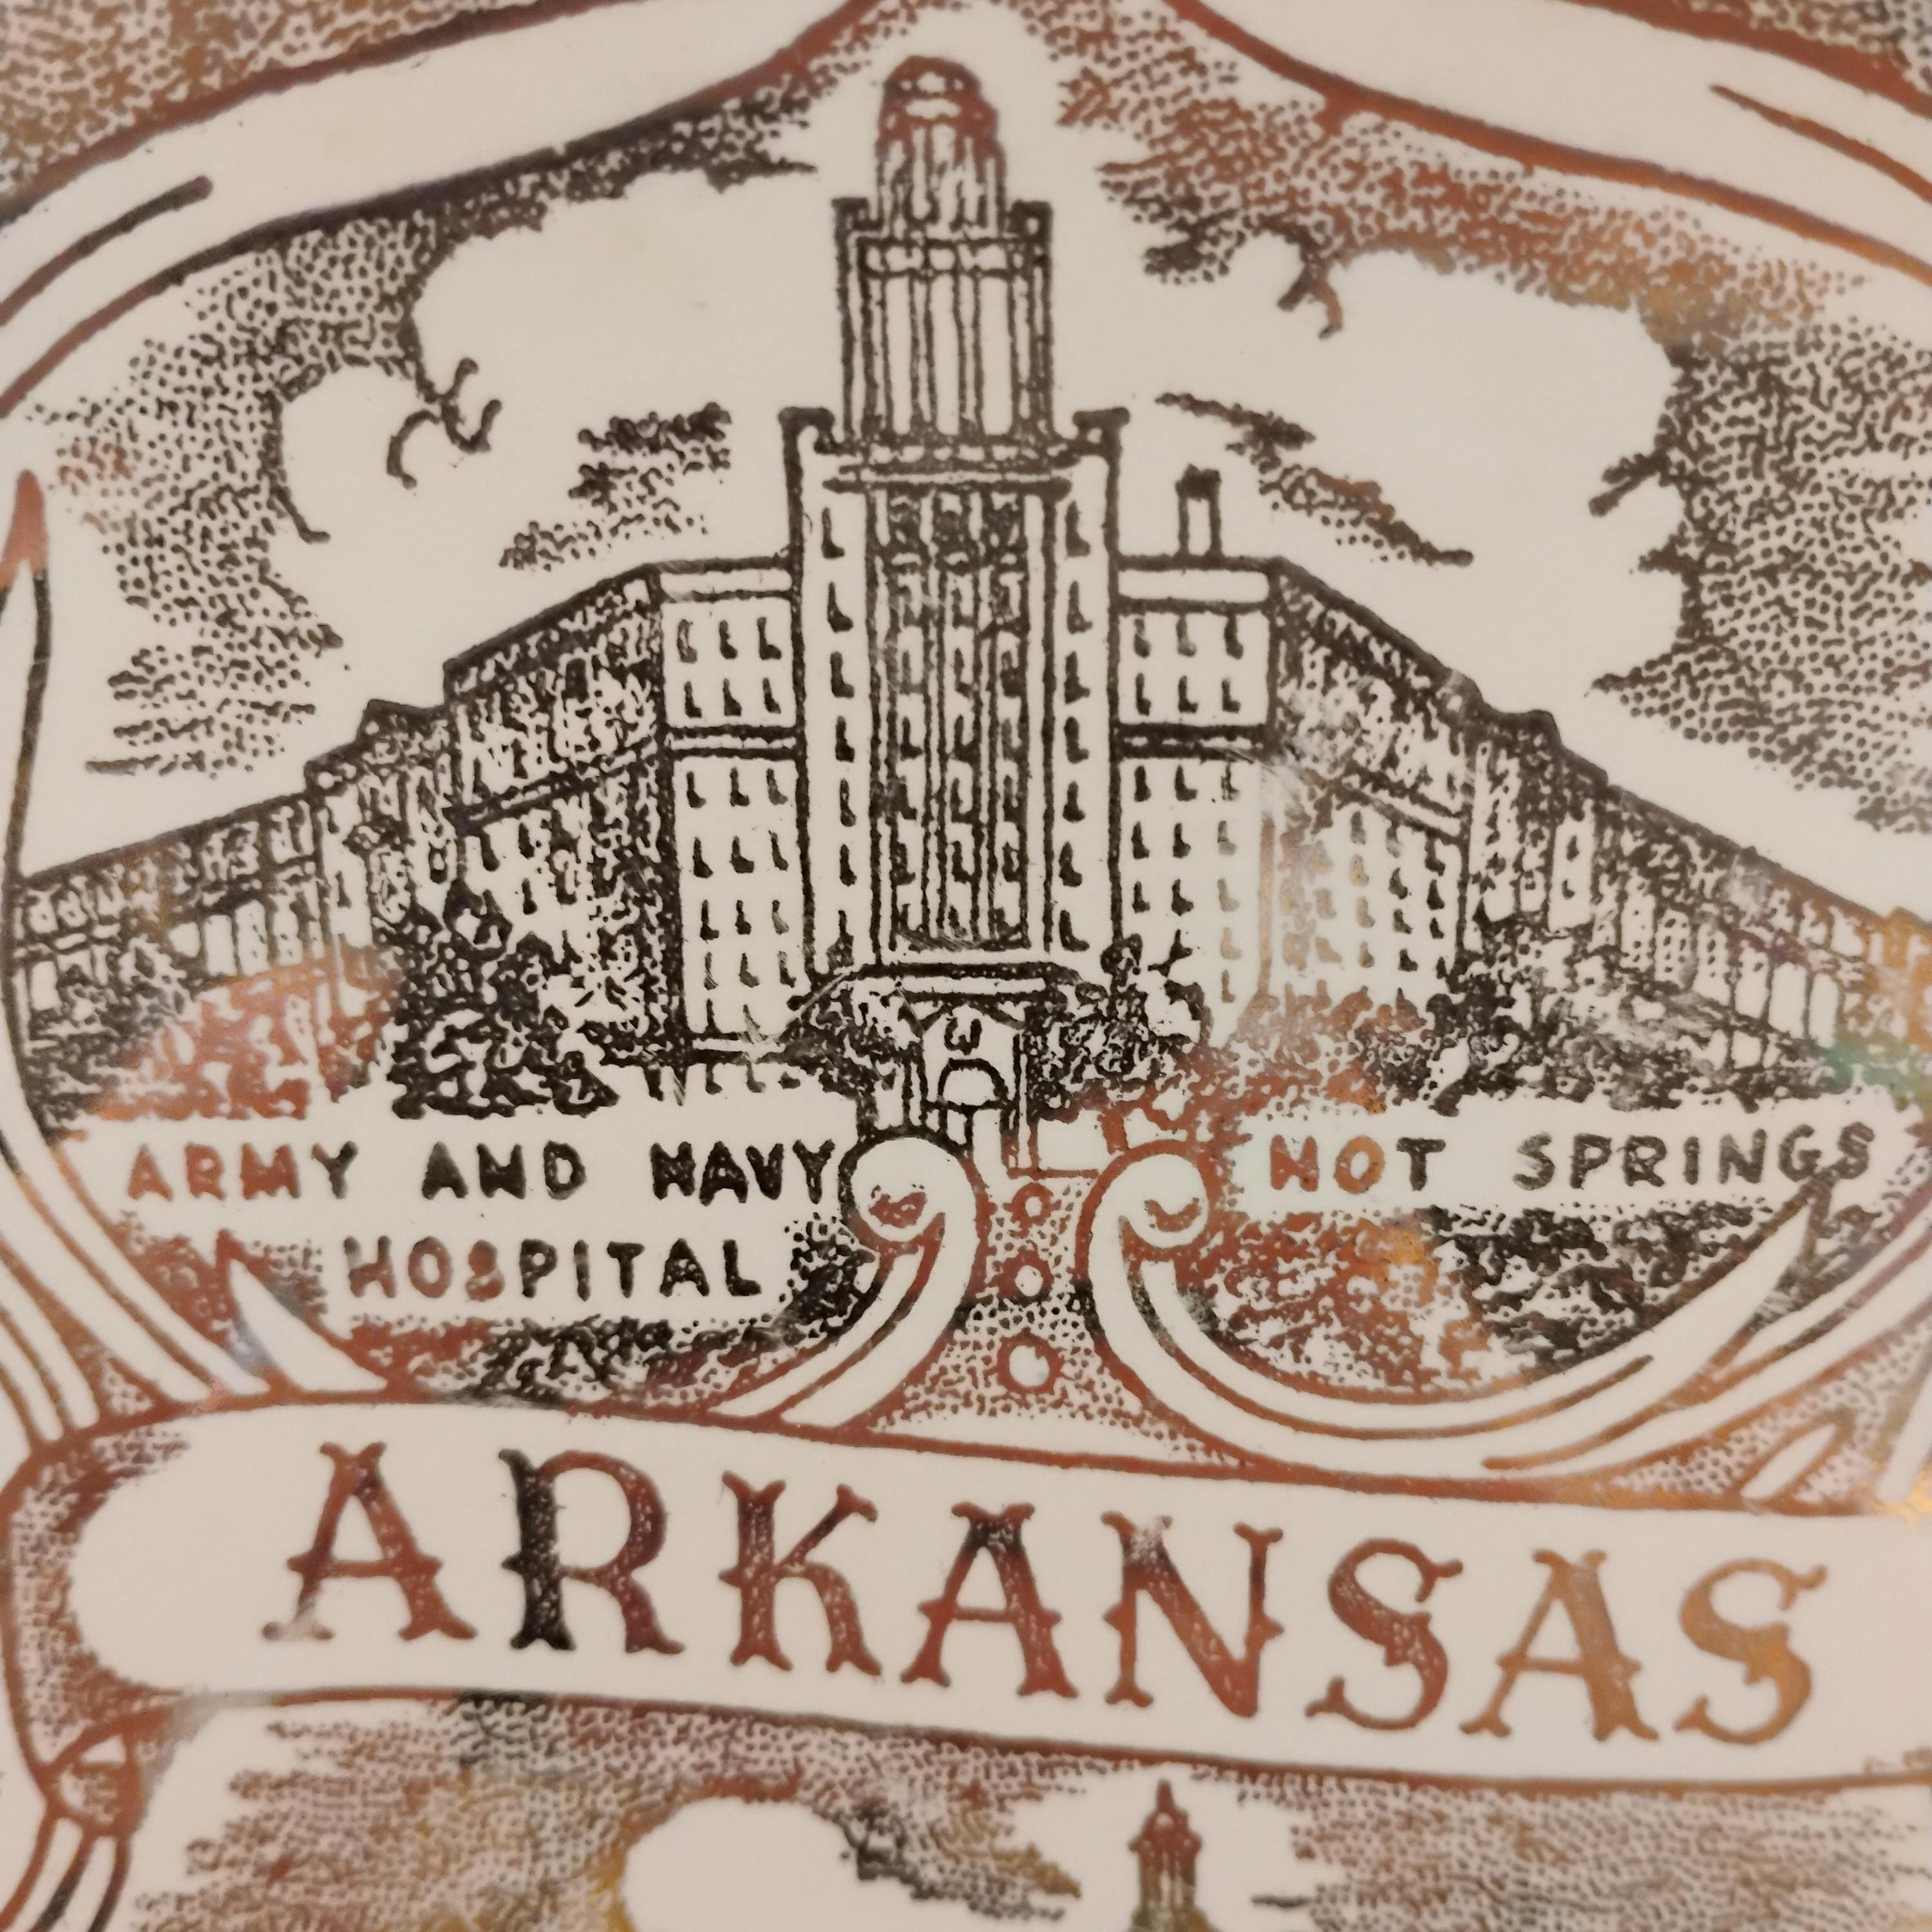 ARMY AND NAVY
HOSPITAL
HOT SPRINGS
ARKANSAS